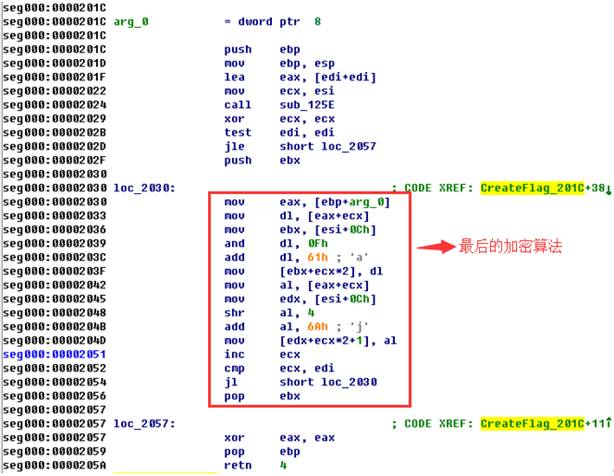 seg000:0000201C
seg000:0000201C arg_0 = dword ptr 8
seg000:0000201C
seg000:0000201C push ebp
seg000:0000201D mov ebp, esp
seg000:0000201F lea eax, [edi+edi]
seg000:00002022 mov ecx, esi
seg000:00002024 call sub_125E
seg000:00002029 xor ecx, ecx
seg000:0000202B test edi, edi
seg000:0000202D jle short loc_2057
seg000:0000202F push ebx
seg000:00002030
seg000:00002030 loc_2030: ; CODE XREF: CreateFlag_201C+38↓
seg000:00002030 mov eax, [ebp+arg_0]
seg000:00002033 mov dl, [eax+ecx]
seg000:00002036 mov ebx, [esi+0Ch]
seg000:00002039 and dl, 0Fh
seg000:0000203C add dl, 61h ; 'a'
seg000:0000203F mov [ebx+ecx*2], dl
seg000:00002042 mov al, [eax+ecx]
seg000:00002045 mov edx, [esi+0Ch]
seg000:00002048 shr al, 4
seg000:0000204B add al, 6Ah ; 'j'
seg000:0000204D mov [edx+ecx*2+1], al
seg000:00002051 inc ecx
seg000:00002052 cmp ecx, edi
seg000:00002054 jl short loc_2030
seg000:00002056 pop ebx
seg000:00002057
seg000:00002057 loc_2057: ; CODE XREF: CreateFlag_201C+11↑
seg000:00002057 xor eax, eax
seg000:00002059 pop ebp
seg000:0000205A retn 4
最后的加密算法